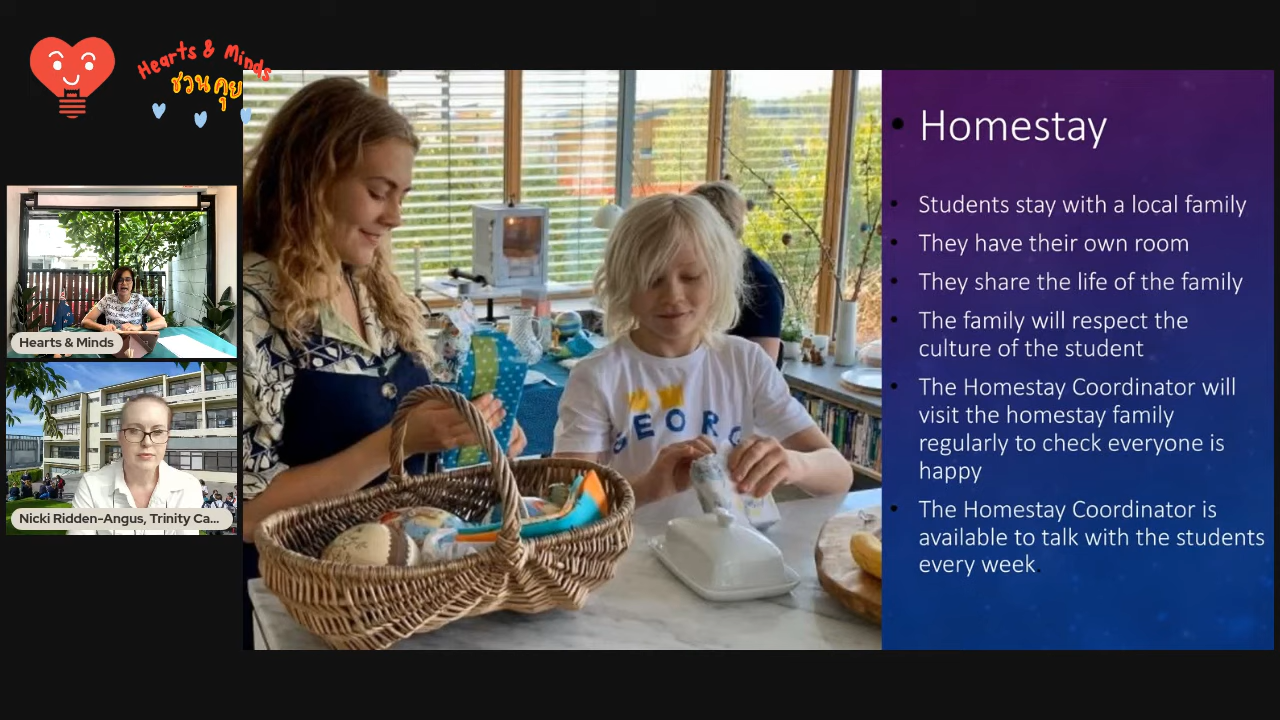 Hearts & Minds
ชวนคุย
Hearts & Minds
Nicki Ridden-Angus, Trinity Ca...
GEORG
• Homestay
• Students stay with a local family
• They have their own room
• They share the life of the family
• The family will respect the
culture of the student
• The Homestay Coordinator will
visit the homestay family
regularly to check everyone is
happy
• The Homestay Coordinator is
available to talk with the students
every week.